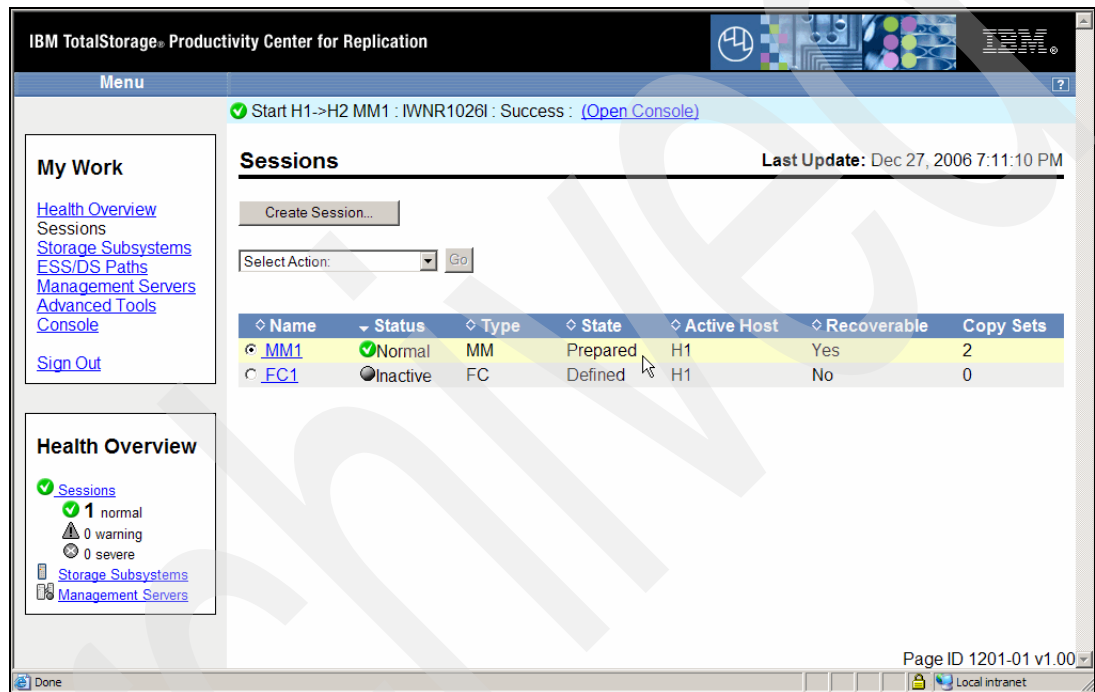 IBM TotalStorage® Productivity Center for Replication
IBM®
Menu
?
Start H1->H2 MM1 : IWNR1026I : Success : (Open Console)
My Work
Health Overview
Sessions
Storage Subsystems
ESS/DS Paths
Management Servers
Advanced Tools
Console
Sign Out
Health Overview
Sessions
1 normal
0 warning
0 severe
Storage Subsystems
Management Servers
Sessions
Last Update: Dec 27, 2006 7:11:10 PM
Create Session...
Select Action: Go
Name Status Type State Active Host Recoverable Copy Sets
MM1 Normal MM Prepared H1 Yes 2
FC1 Inactive FC Defined H1 No 0
Page ID 1201-01 v1.00
Done Local intranet